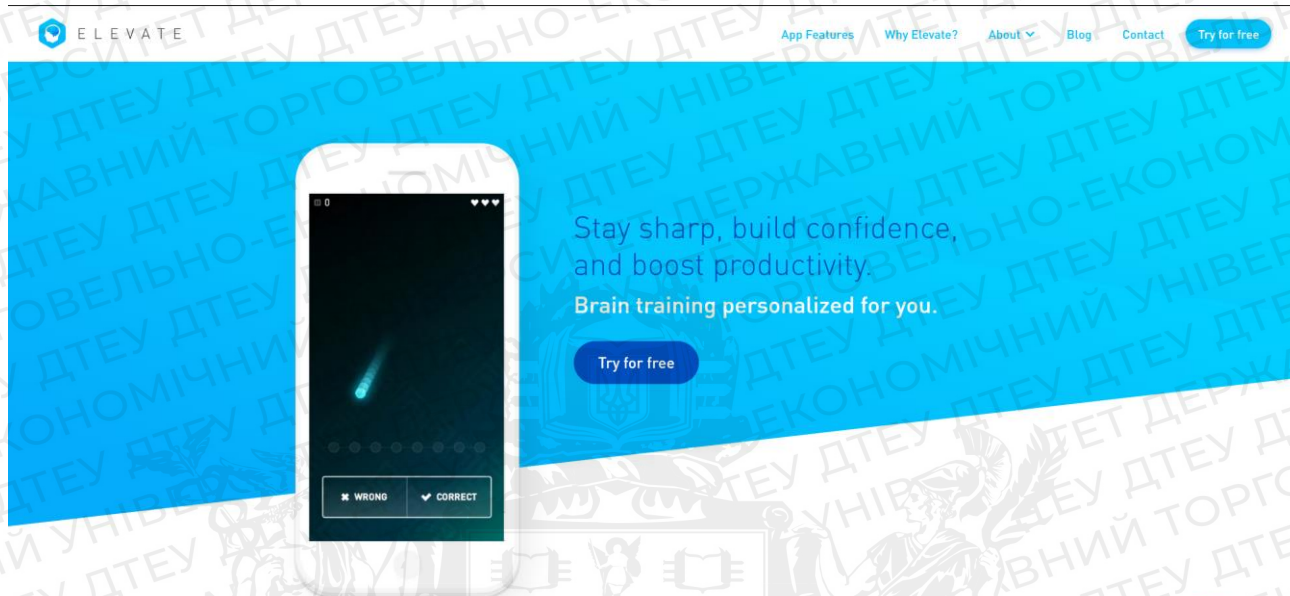 ELEVATE
App Features Why Elevate? About Blog Contact Try for free
0
Stay sharp, build confidence,
and boost productivity.
Brain training personalized for you.
Try for free
WRONG CORRECT